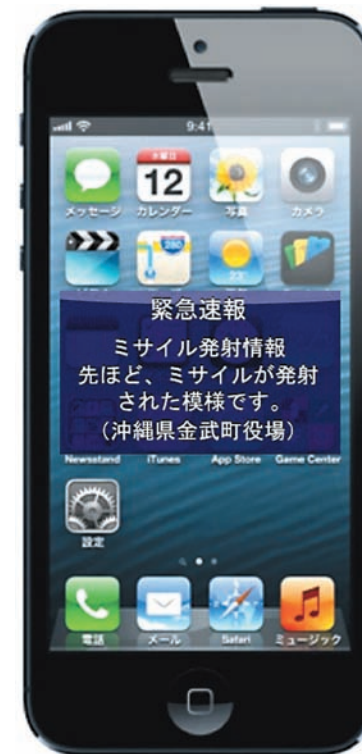 9:41
水曜日
12
280
23°
メッセージ カレンダー 写真 カメラ
緊急速報
ミサイル発射情報
先ほど、ミサイルが発射
された模様です。
（沖縄県金武町役場）
Newsstand iTunes App Store Game Center
設定
電話 メール Safari ミュージック